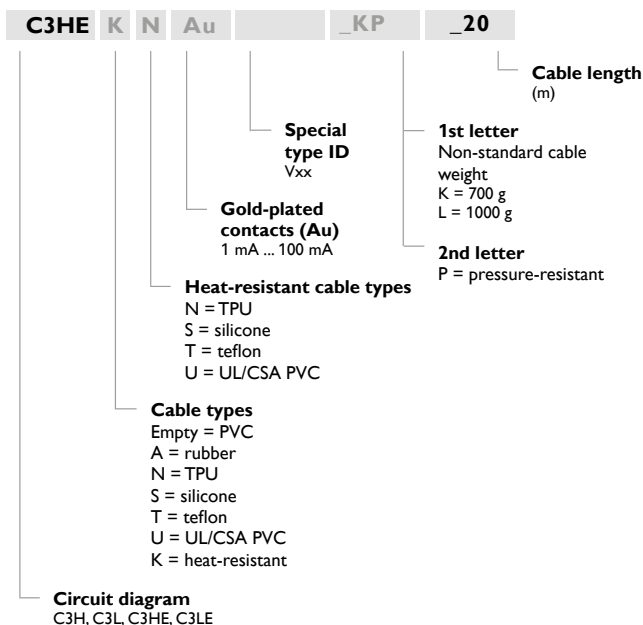 C3HE K N Au _KP _20
Cable length
(m)
Special
type ID
Vxx
1st letter
Non-standard cable
weight
K = 700 g
L = 1000 g
Gold-plated
contacts (Au)
1 mA ... 100 mA
2nd letter
P = pressure-resistant
Heat-resistant cable types
N = TPU
S = silicone
T = teflon
U = UL/CSA PVC
Cable types
Empty = PVC
A = rubber
N = TPU
S = silicone
T = teflon
U = UL/CSA PVC
K = heat-resistant
Circuit diagram
C3H, C3L, C3HE, C3LE